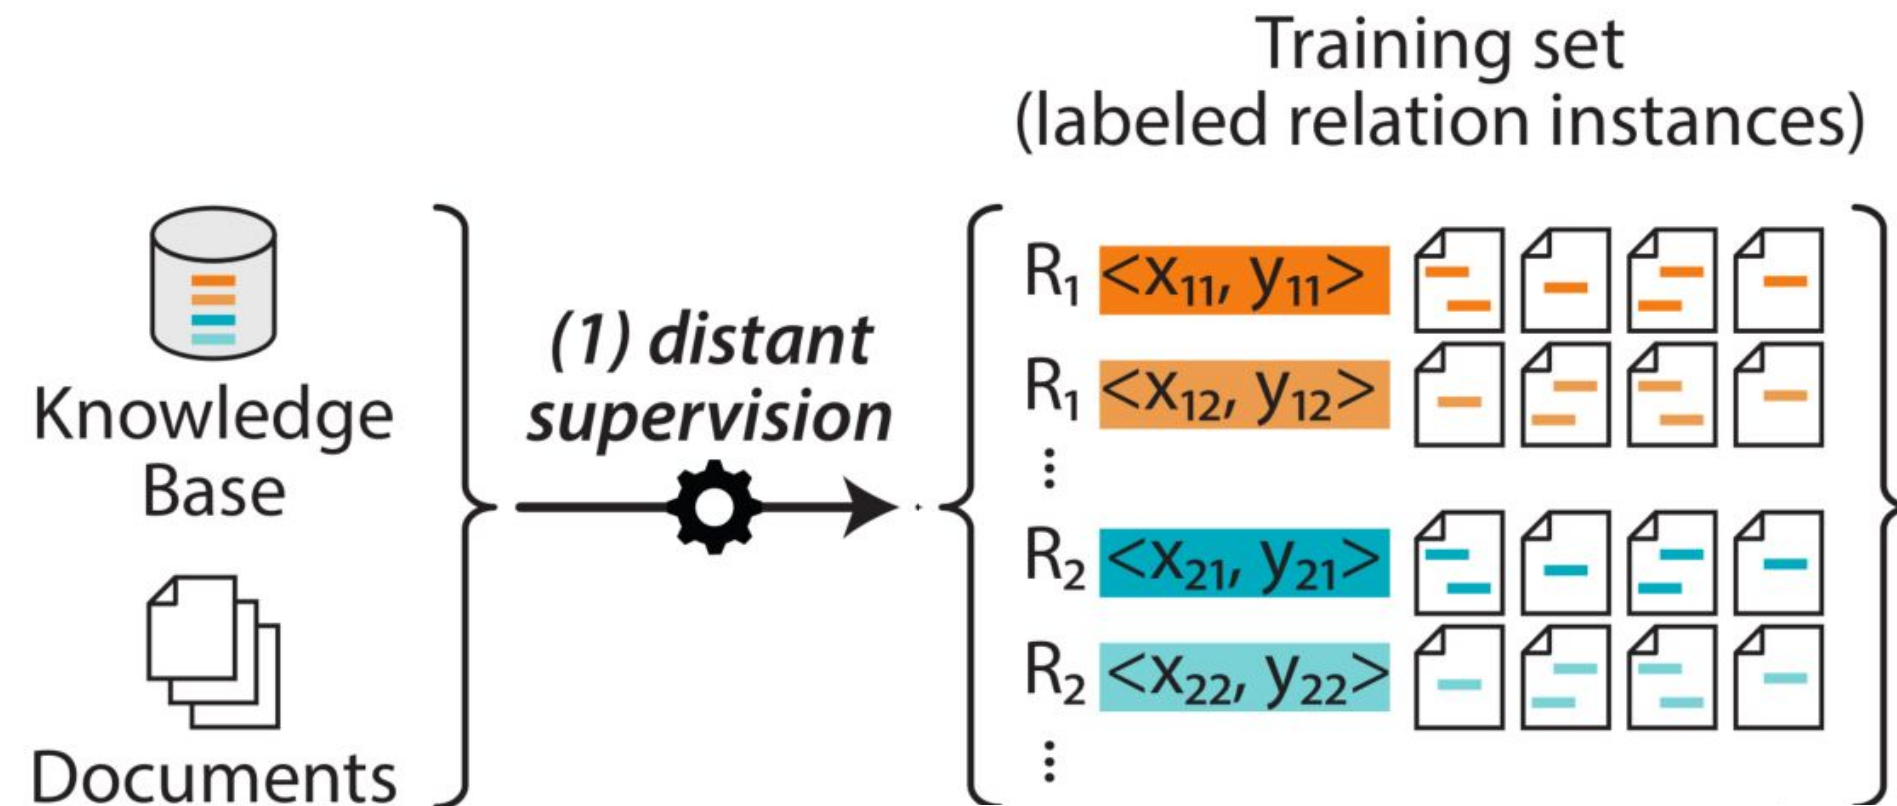 Training set
(labeled relation instances)
Knowledge
Base
Documents
(1) distant
supervision
R₁ <x₁₁, y₁₁>
R₁ <x₁₂, y₁₂>
⋮
R₂ <x₂₁, y₂₁>
R₂ <x₂₂, y₂₂>
⋮